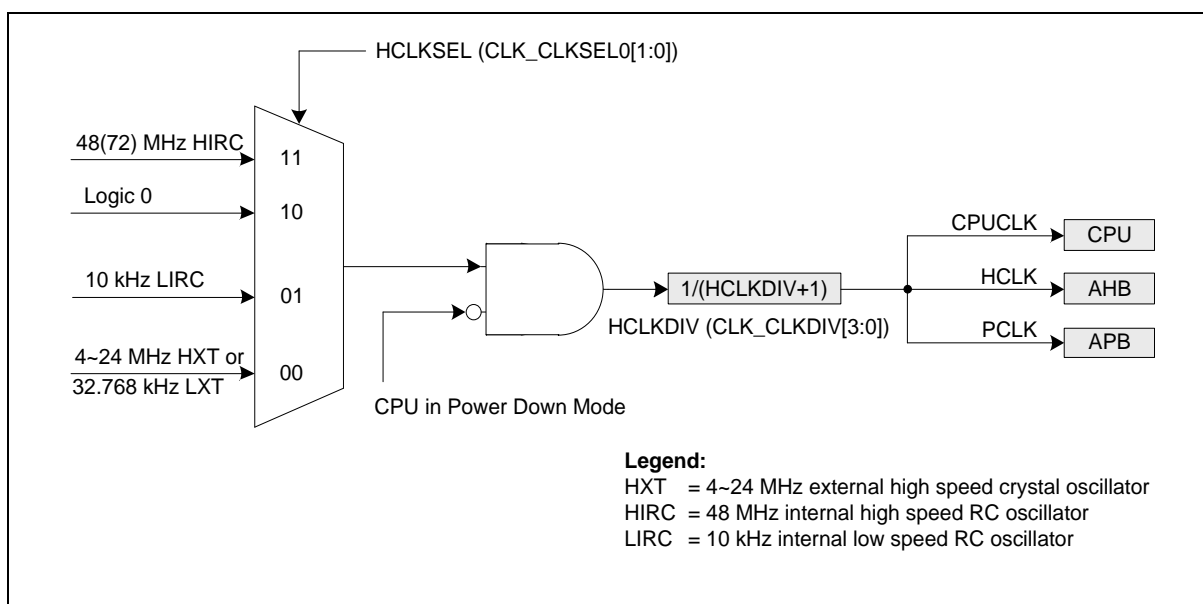 HCLKSEL (CLK_CLKSEL0[1:0])
48(72) MHz HIRC
11
Logic 0
10
10 kHz LIRC
01
4~24 MHz HXT or
32.768 kHz LXT
00
CPU in Power Down Mode
1/(HCLKDIV+1)
HCLKDIV (CLK_CLKDIV[3:0])
CPUCLK
CPU
HCLK
AHB
PCLK
APB
Legend:
HXT = 4~24 MHz external high speed crystal oscillator
HIRC = 48 MHz internal high speed RC oscillator
LIRC = 10 kHz internal low speed RC oscillator